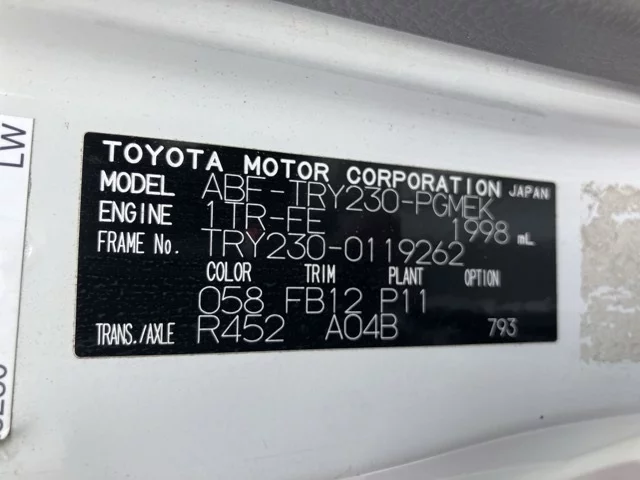 LW
TOYOTA MOTOR CORPORATION JAPAN
MODEL ABF-TRY230-PGMEK
ENGINE 1TR-FE 1998 mL
FRAME No. TRY230-0119262
COLOR TRIM PLANT OPTION
058 FB12 P11
TRANS./AXLE R452 A04B 793